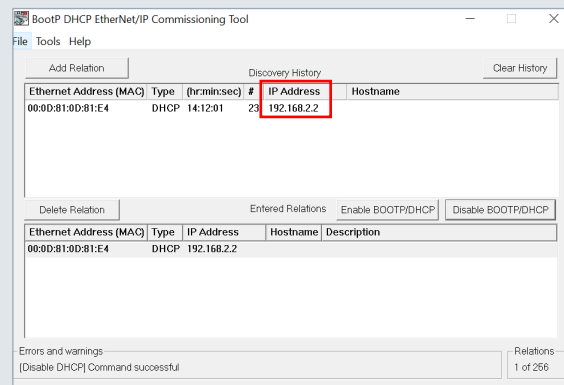 BootP DHCP EtherNet/IP Commissioning Tool
File Tools Help
Add Relation
Discovery History
Clear History
Ethernet Address (MAC) Type (hr:min:sec) # IP Address Hostname
00:0D:81:0D:81:E4 DHCP 14:12:01 23 192.168.2.2
Delete Relation
Entered Relations
Enable BOOTP/DHCP
Disable BOOTP/DHCP
Ethernet Address (MAC) Type IP Address Hostname Description
00:0D:81:0D:81:E4 DHCP 192.168.2.2
Errors and warnings
[Disable DHCP] Command successful
Relations
1 of 256